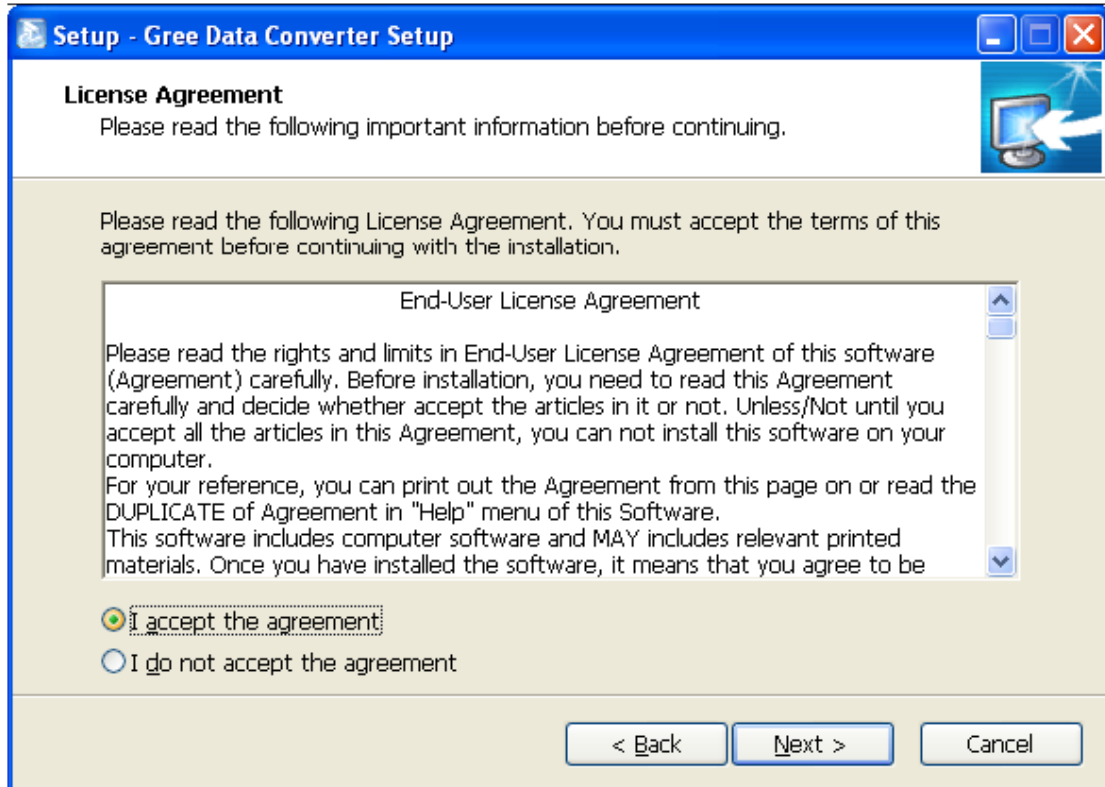 Setup - Gree Data Converter Setup
License Agreement
Please read the following important information before continuing.
Please read the following License Agreement. You must accept the terms of this
agreement before continuing with the installation.
End-User License Agreement
Please read the rights and limits in End-User License Agreement of this software
(Agreement) carefully. Before installation, you need to read this Agreement
carefully and decide whether accept the articles in it or not. Unless/Not until you
accept all the articles in this Agreement, you can not install this software on your
computer.
For your reference, you can print out the Agreement from this page on or read the
DUPLICATE of Agreement in "Help" menu of this Software.
This software includes computer software and MAY includes relevant printed
materials. Once you have installed the software, it means that you agree to be
I accept the agreement
I do not accept the agreement
< Back Next > Cancel